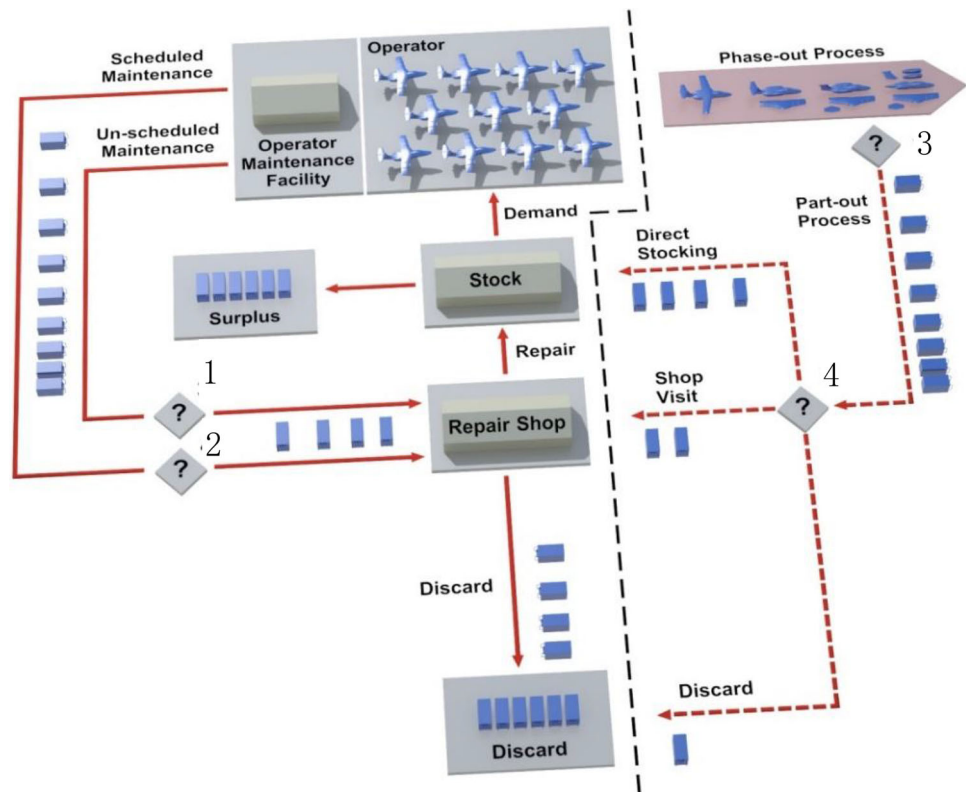 Scheduled
Maintenance
Un-scheduled
Maintenance
Operator
Operator
Maintenance
Facility
Phase-out Process
?
3
Part-out
Process
Demand
Direct
Stocking
Stock
Surplus
Repair
1
?
2
?
Repair Shop
Shop
Visit
4
?
Discard
Discard
Discard